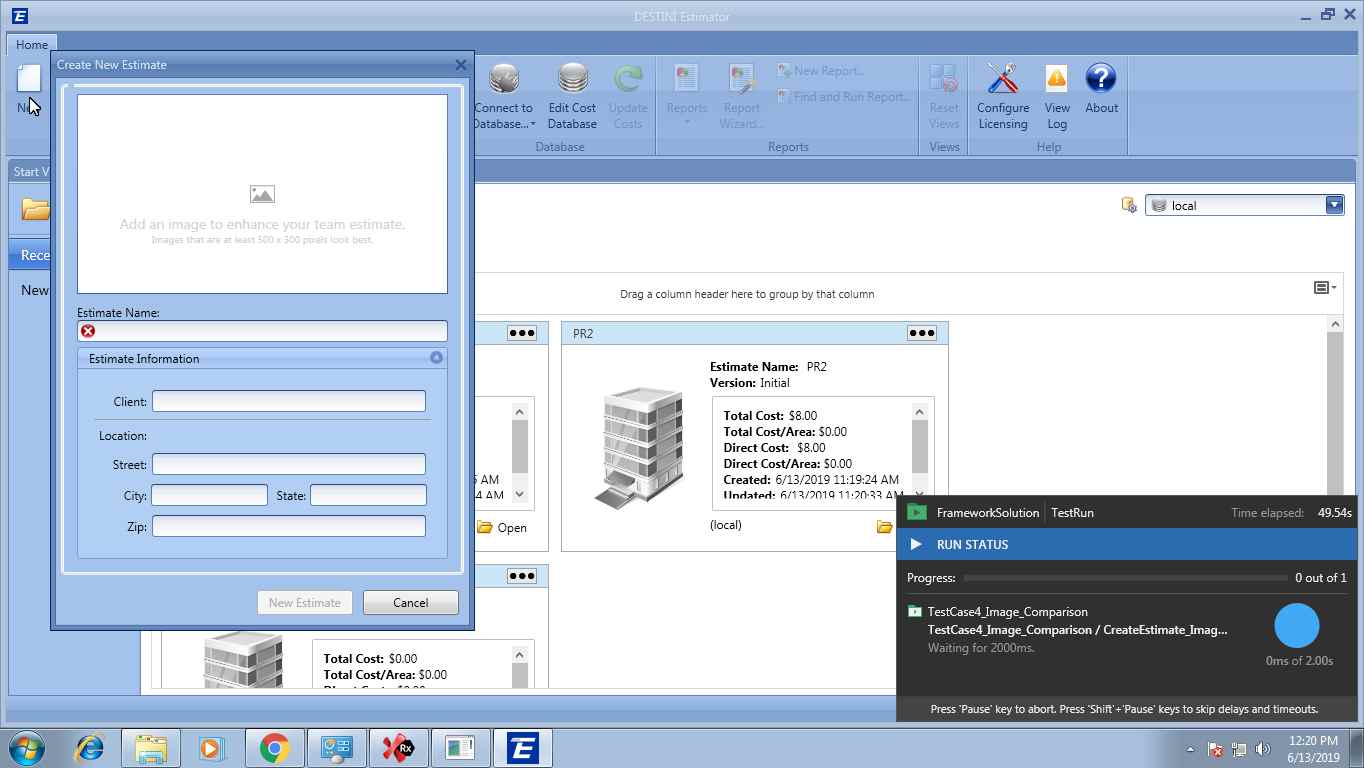 DESTINI Estimator
Home
Create New Estimate
Connect to Database...
Edit Cost Database
Update Costs
Reports
Report Wizard...
New Report...
Find and Run Report...
Reset Views
Configure Licensing
View Log
About
Database
Reports
Views
Help
Start V
local
Rece
New
Add an image to enhance your team estimate.
Images that are at least 500 x 300 pixels look best.
Estimate Name:
Estimate Information
Client:
Location:
Street:
City:
State:
Zip:
New Estimate
Cancel
Drag a column header here to group by that column
PR2
Estimate Name: PR2
Version: Initial
Total Cost: $8.00
Total Cost/Area: $0.00
Direct Cost: $8.00
Direct Cost/Area: $0.00
Created: 6/13/2019 11:19:24 AM
Updated: 6/13/2019 11:20:33 AM
(local)
AM
4 AM
Open
Total Cost: $0.00
Total Cost/Area: $0.00
FrameworkSolution
TestRun
Time elapsed: 49.54s
RUN STATUS
Progress:
0 out of 1
TestCase4_Image_Comparison
TestCase4_Image_Comparison / CreateEstimate_Imag...
Waiting for 2000ms.
0ms of 2.00s
Press 'Pause' key to abort. Press 'Shift'+'Pause' keys to skip delays and timeouts.
Rx
12:20 PM
6/13/2019